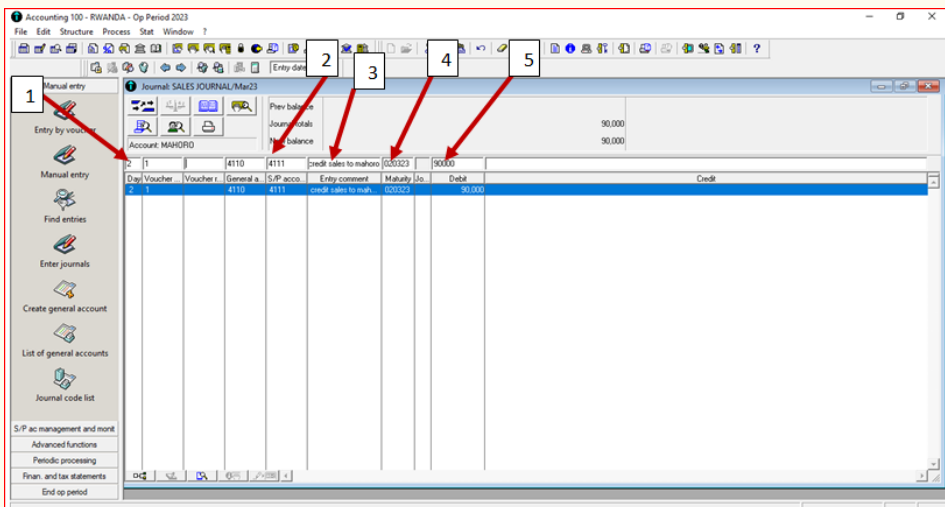 Accounting 100 - RWANDA - Op Period 2023
File Edit Structure Process Stat Window ?
Entry date
1
2
3
4
5
Manual entry
Entry by voucher
Manual entry
Find entries
Enter journals
Create general account
List of general accounts
Journal code list
S/P ac management and monit
Advanced functions
Periodic processing
Finan. and tax statements
End op period
Journal: SALES JOURNAL/Mar23
Prev balance
Journal totals 90,000
New balance 90,000
Account: MAHORO
2 1 4110 4111 credit sales to mahoro 020323 90000
Day Voucher ... Voucher r... General a... S/P acco... Entry comment Maturity Jo... Debit Credit
2 1 4110 4111 credit sales to mah... 020323 90,000